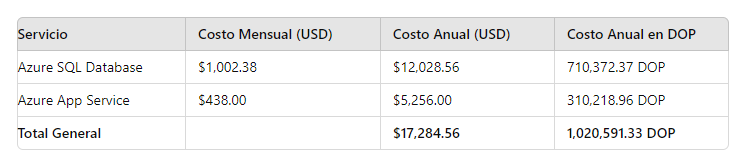 Servicio Costo Mensual (USD) Costo Anual (USD) Costo Anual en DOP
Azure SQL Database $1,002.38 $12,028.56 710,372.37 DOP
Azure App Service $438.00 $5,256.00 310,218.96 DOP
Total General $17,284.56 1,020,591.33 DOP